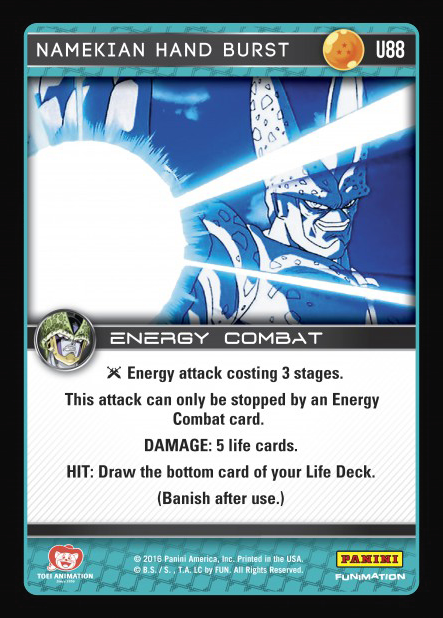 NAMEKIAN HAND BURST U88
ENERGY COMBAT
Energy attack costing 3 stages.
This attack can only be stopped by an Energy
Combat card.
DAMAGE: 5 life cards.
HIT: Draw the bottom card of your Life Deck.
(Banish after use.)
TOEI ANIMATION
Since 1956
© 2016 Panini America, Inc. Printed in the USA.
© B.S. / S. , T.A. LC by FUN. All Rights Reserved.
PANINI
FUNIMATION